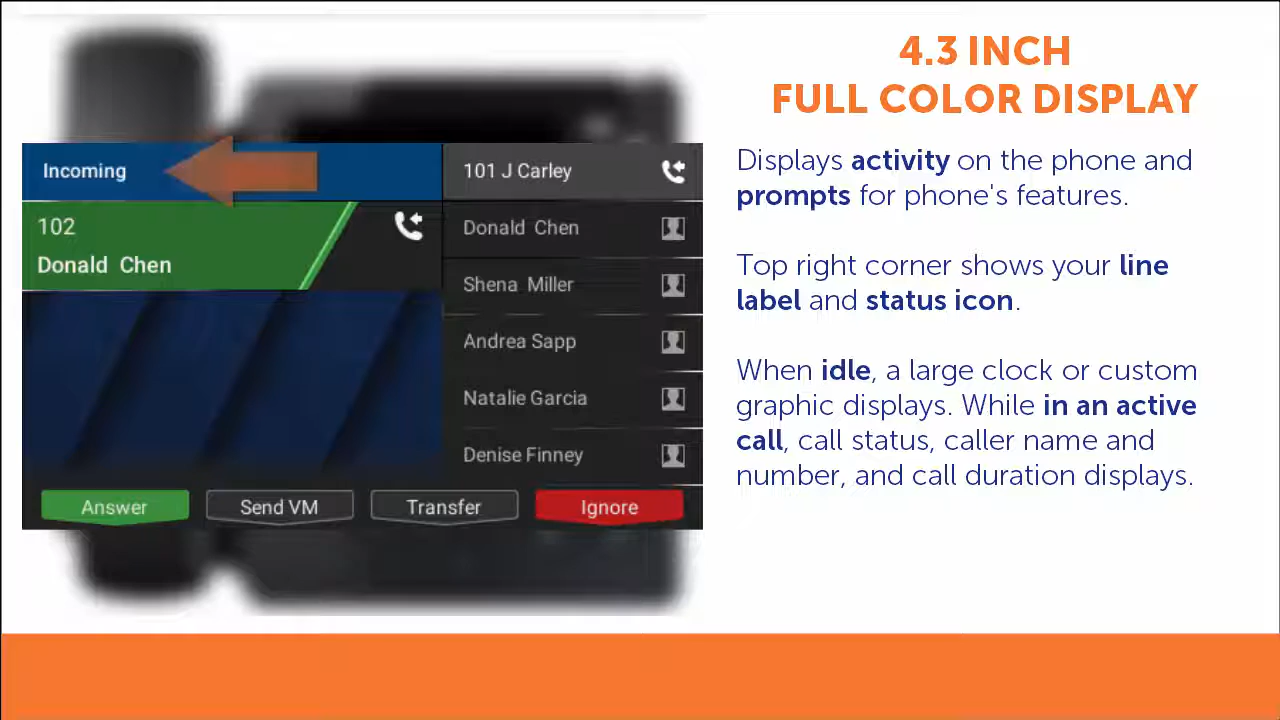 4.3 INCH
FULL COLOR DISPLAY
Incoming
102
Donald Chen
101 J Carley
Donald Chen
Shena Miller
Andrea Sapp
Natalie Garcia
Denise Finney
Answer
Send VM
Transfer
Ignore
Displays activity on the phone and
prompts for phone's features.
Top right corner shows your line
label and status icon.
When idle, a large clock or custom
graphic displays. While in an active
call, call status, caller name and
number, and call duration displays.